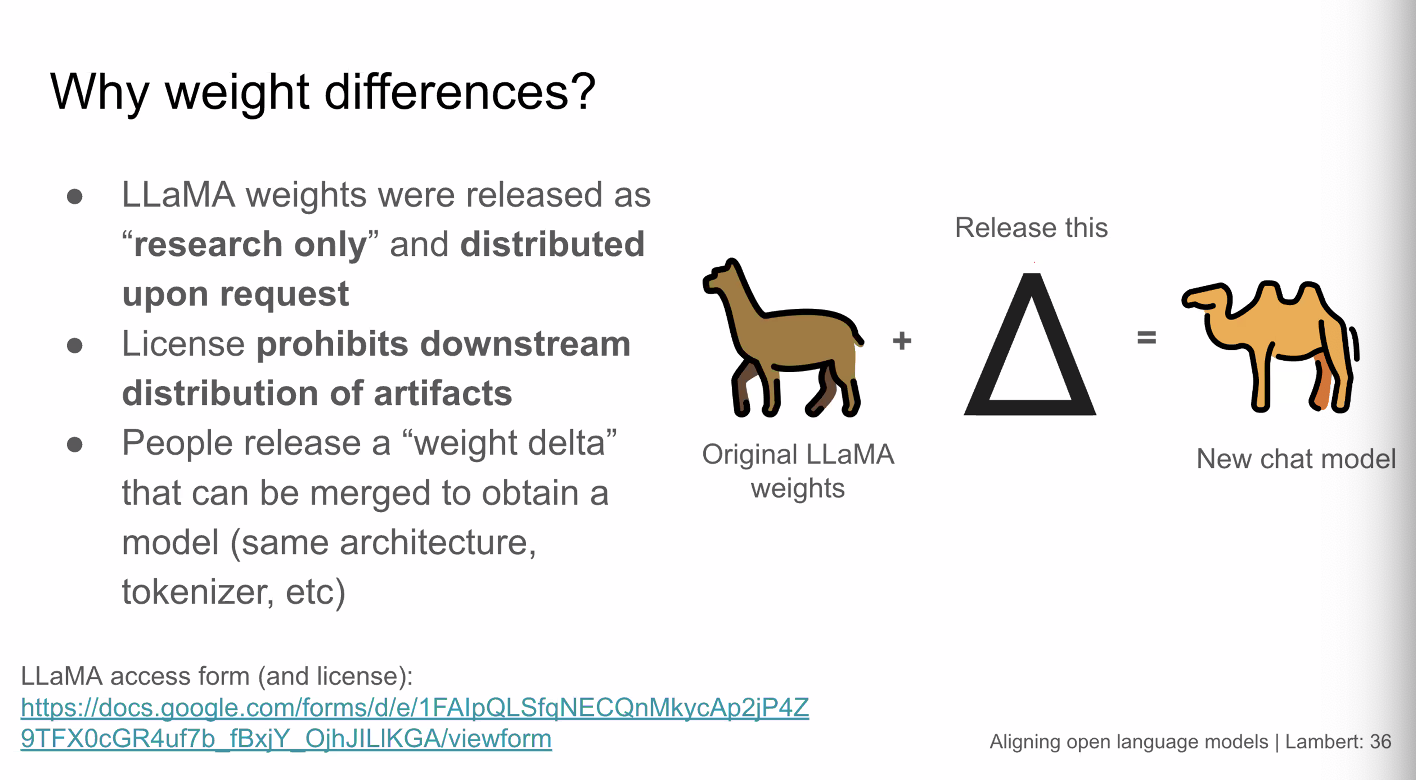 Why weight differences?
● LLaMA weights were released as
“research only” and distributed
upon request
● License prohibits downstream
distribution of artifacts
● People release a “weight delta”
that can be merged to obtain a
model (same architecture,
tokenizer, etc)
Release this
+
Δ
=
Original LLaMA
weights
New chat model
LLaMA access form (and license):
https://docs.google.com/forms/d/e/1FAIpQLSfqNECQnMkycAp2jP4Z
9TFX0cGR4uf7b_fBxjY_OjhJILlKGA/viewform
Aligning open language models | Lambert: 36